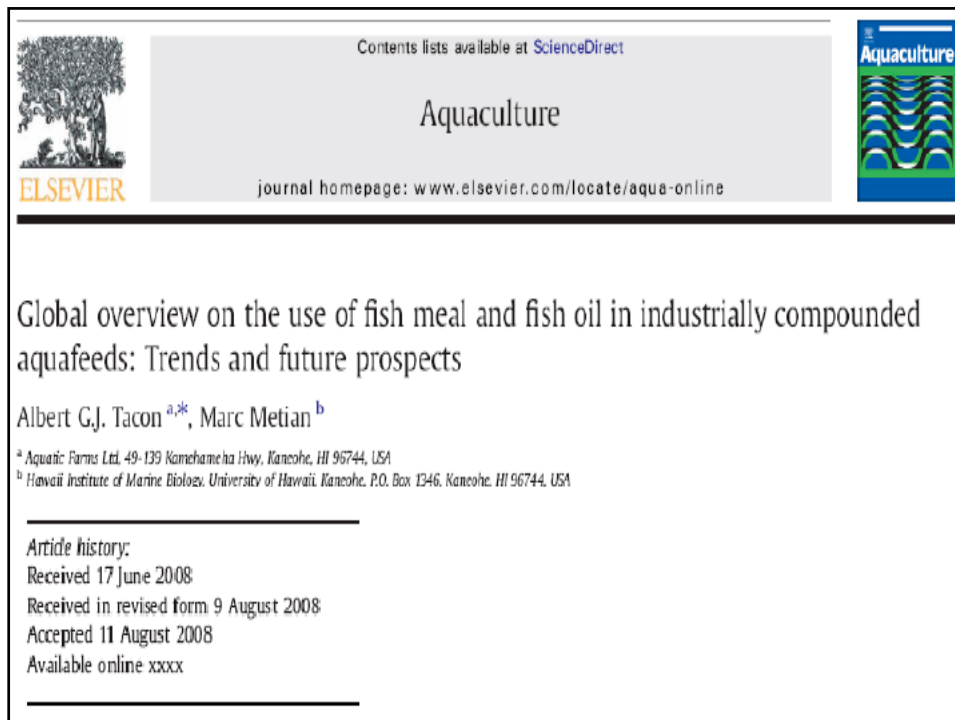 Contents lists available at ScienceDirect
Aquaculture
journal homepage: www.elsevier.com/locate/aqua-online
ELSEVIER
Aquaculture
Global overview on the use of fish meal and fish oil in industrially compounded
aquafeeds: Trends and future prospects
Albert G.J. Tacon a,*, Marc Metian b
a Aquatic Farms Ltd, 49-139 Kamehameha Hwy, Kaneohe, HI 96744, USA
b Hawaii Institute of Marine Biology, University of Hawaii, Kaneohe, P.O. Box 1346, Kaneohe, HI 96744, USA
Article history:
Received 17 June 2008
Received in revised form 9 August 2008
Accepted 11 August 2008
Available online xxxx